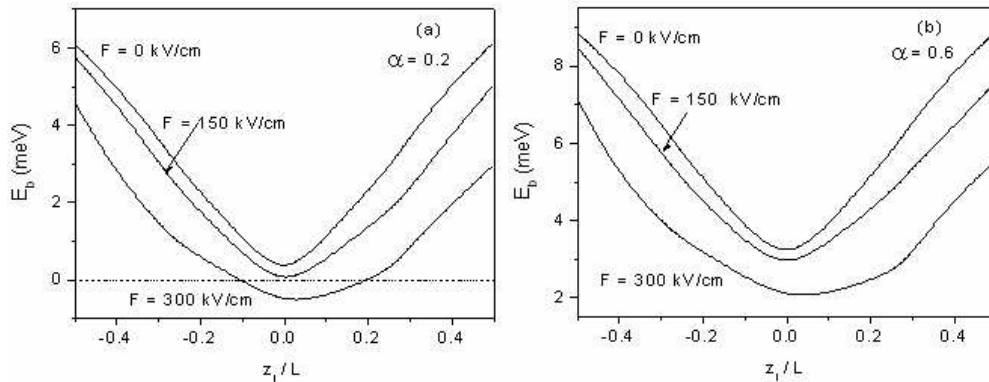 (a)
F = 0 kV/cm
α = 0.2
F = 150 kV/cm
F = 300 kV/cm
E_b (meV)
6
4
2
0
-0.4 -0.2 0.0 0.2 0.4
z_I / L
(b)
F = 0 kV/cm
α = 0.6
F = 150 kV/cm
F = 300 kV/cm
E_b (meV)
8
6
4
2
-0.4 -0.2 0.0 0.2 0.4
z_I / L